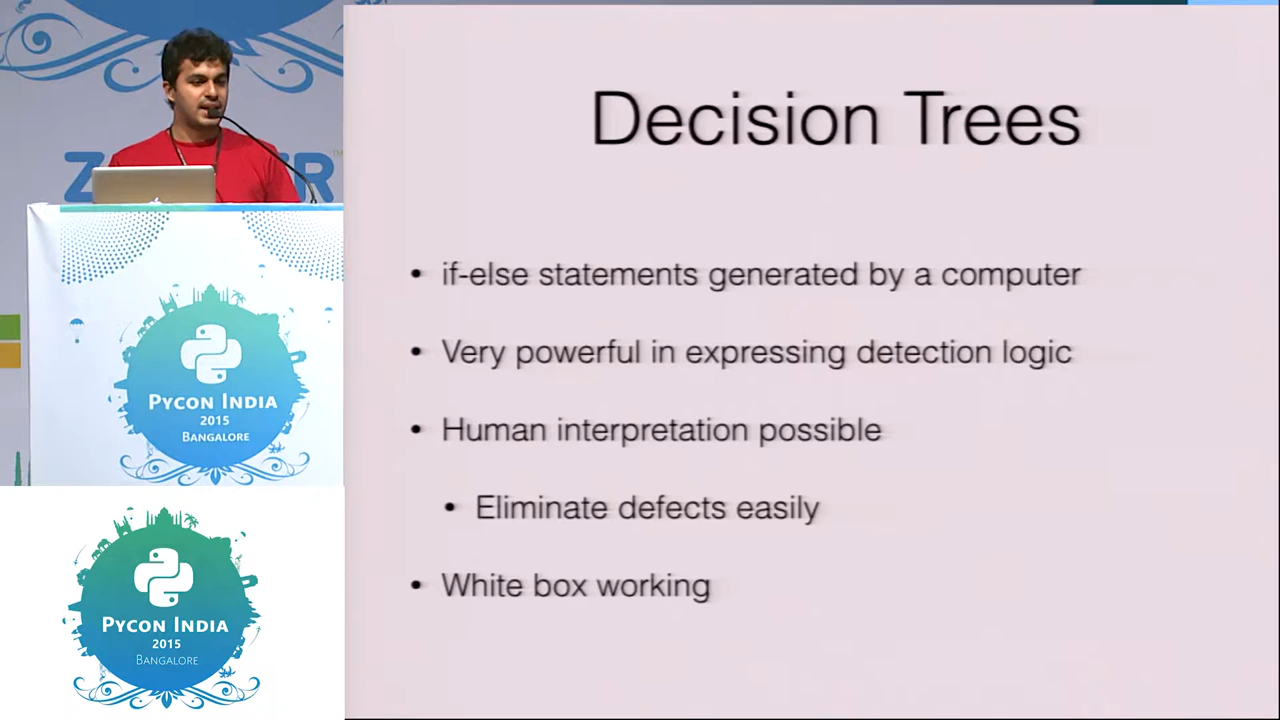 Decision Trees
• if-else statements generated by a computer
• Very powerful in expressing detection logic
• Human interpretation possible
• Eliminate defects easily
• White box working
PYCON INDIA
2015
BANGALORE
PYCON INDIA
2015
BANGALORE